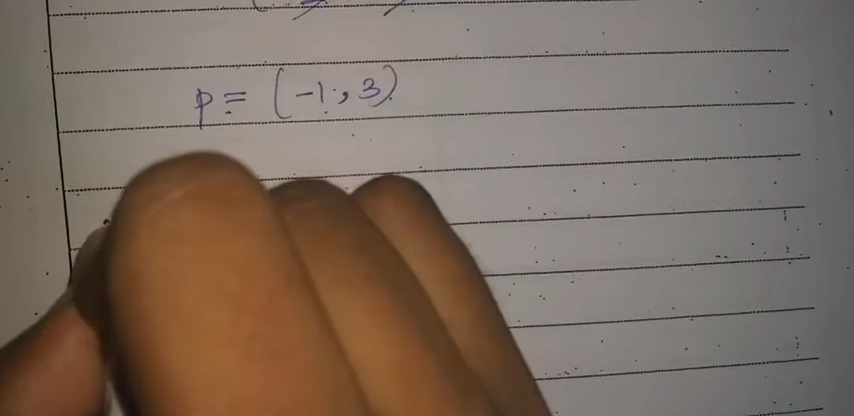 p = (-1, 3)